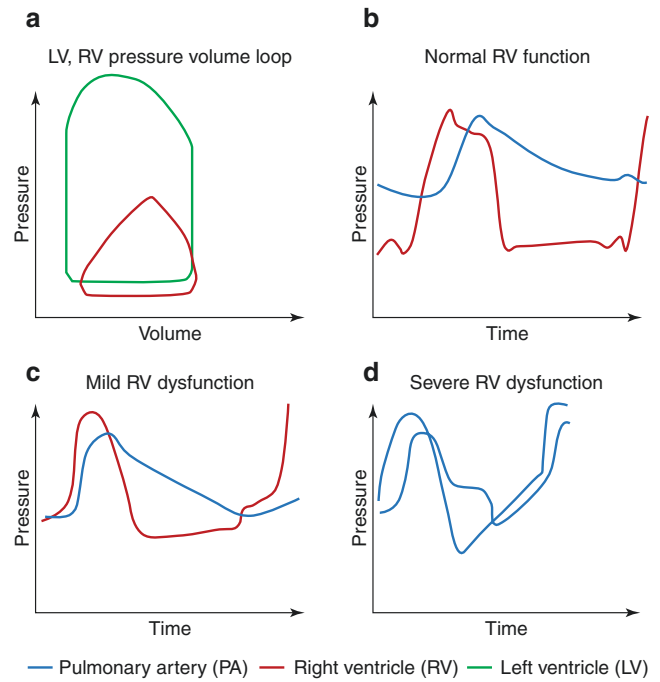 a
LV, RV pressure volume loop
Pressure
Volume
b
Normal RV function
Pressure
Time
c
Mild RV dysfunction
Pressure
Time
d
Severe RV dysfunction
Pressure
Time
Pulmonary artery (PA) Right ventricle (RV) Left ventricle (LV)